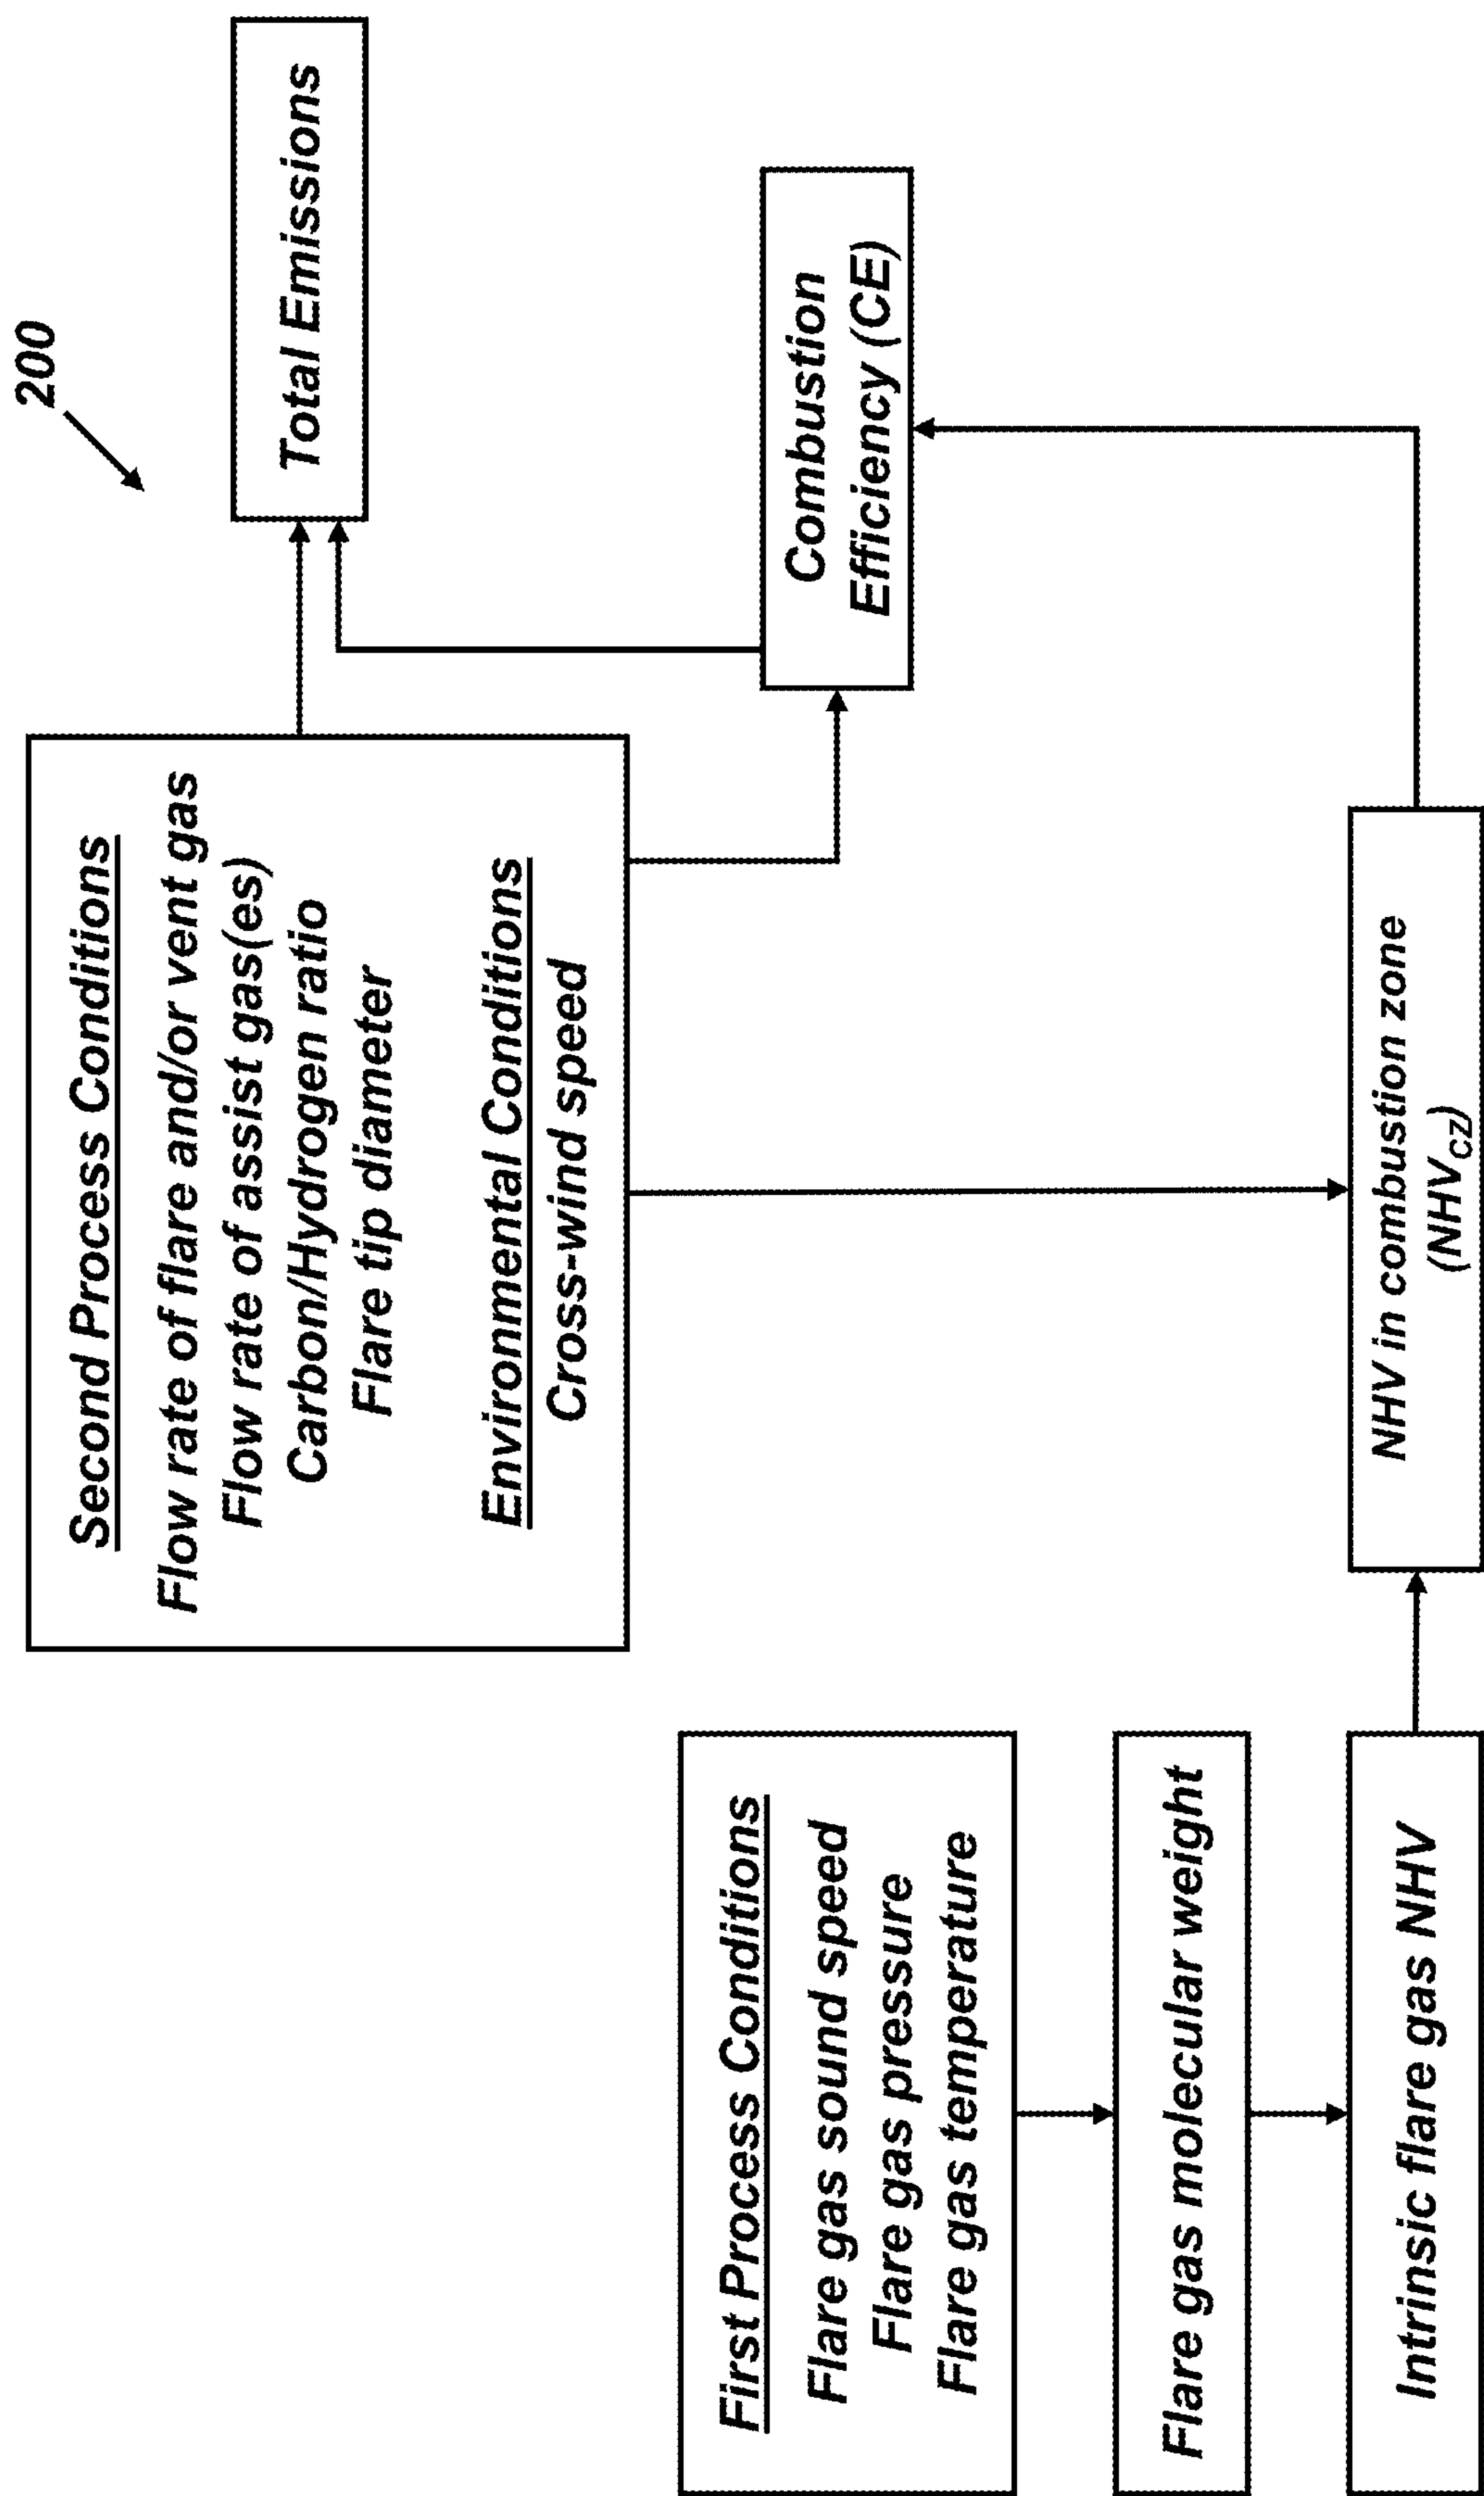 200
Second Process Conditions
Flow rate of flare and/or vent gas
Flow rate of assist gas(es)
Carbon/Hydrogen ratio
Flare tip diameter
Environmental Conditions
Cross-wind speed
Total Emissions
First Process Conditions
Flare gas sound speed
Flare gas pressure
Flare gas temperature
Combustion
Efficiency (CE)
Flare gas molecular weight
Intrinsic flare gas NHV
NHV in combustion zone
(NHVCZ)